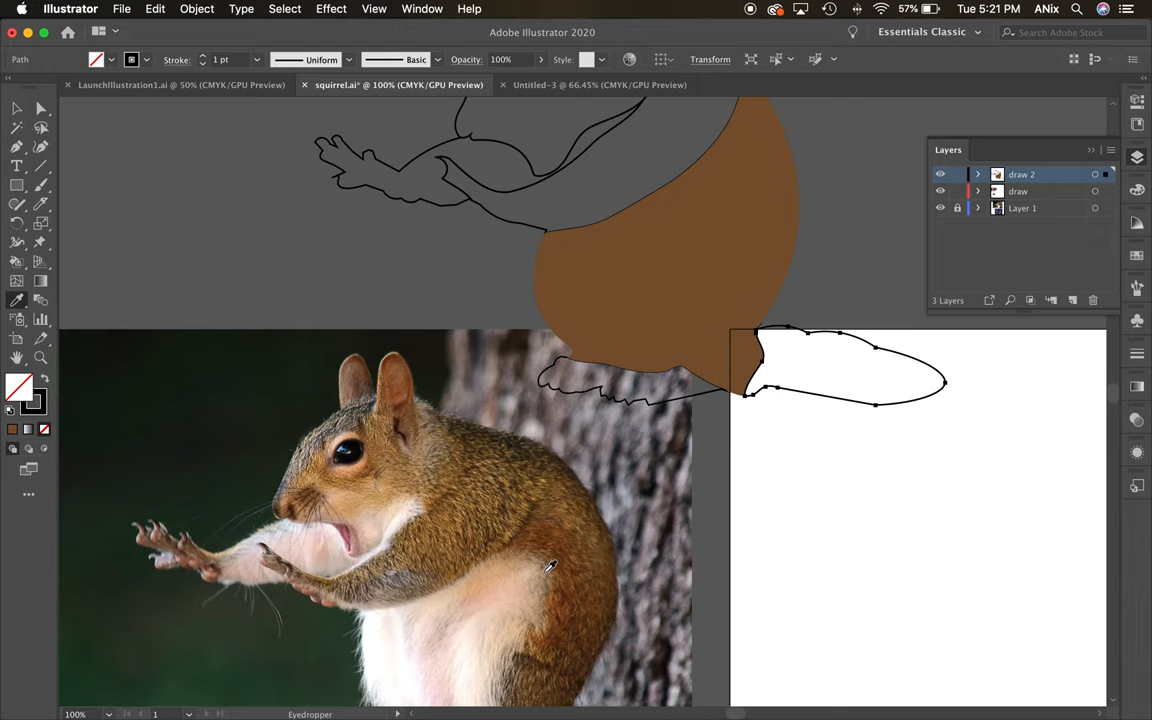 Illustrator File Edit Object Type Select Effect View Window Help 57% Tue 5:21 PM ANix
Adobe Illustrator 2020 Essentials Classic Search Adobe Stock
Path Stroke: 1 pt Uniform Basic Opacity: 100% Style: Transform
LaunchIllustration1.ai @ 50% (CMYK/GPU Preview) squirrel.ai* @ 100% (CMYK/GPU Preview) Untitled-3 @ 66.45% (CMYK/GPU Preview)
Layers
draw 2
draw
Layer 1
3 Layers
100% 1 Eyedropper